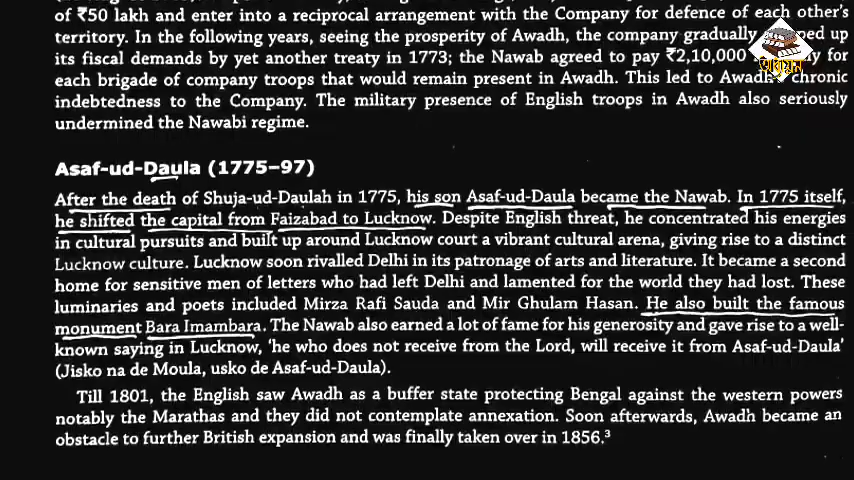 of ₹50 lakh and enter into a reciprocal arrangement with the Company for defence of each other's
territory. In the following years, seeing the prosperity of Awadh, the company gradually up
its fiscal demands by yet another treaty in 1773; the Nawab agreed to pay ₹2,10,000 for
each brigade of company troops that would remain present in Awadh. This led to Awadh chronic
indebtedness to the Company. The military presence of English troops in Awadh also seriously
undermined the Nawabi regime.
Asaf-ud-Daula (1775–97)
After the death of Shuja-ud-Daulah in 1775, his son Asaf-ud-Daula became the Nawab. In 1775 itself,
he shifted the capital from Faizabad to Lucknow. Despite English threat, he concentrated his energies
in cultural pursuits and built up around Lucknow court a vibrant cultural arena, giving rise to a distinct
Lucknow culture. Lucknow soon rivalled Delhi in its patronage of arts and literature. It became a second
home for sensitive men of letters who had left Delhi and lamented for the world they had lost. These
luminaries and poets included Mirza Rafi Sauda and Mir Ghulam Hasan. He also built the famous
monument Bara Imambara. The Nawab also earned a lot of fame for his generosity and gave rise to a well-
known saying in Lucknow, 'he who does not receive from the Lord, will receive it from Asaf-ud-Daula'
(Jisko na de Moula, usko de Asaf-ud-Daula).
Till 1801, the English saw Awadh as a buffer state protecting Bengal against the western powers
notably the Marathas and they did not contemplate annexation. Soon afterwards, Awadh became an
obstacle to further British expansion and was finally taken over in 1856.³